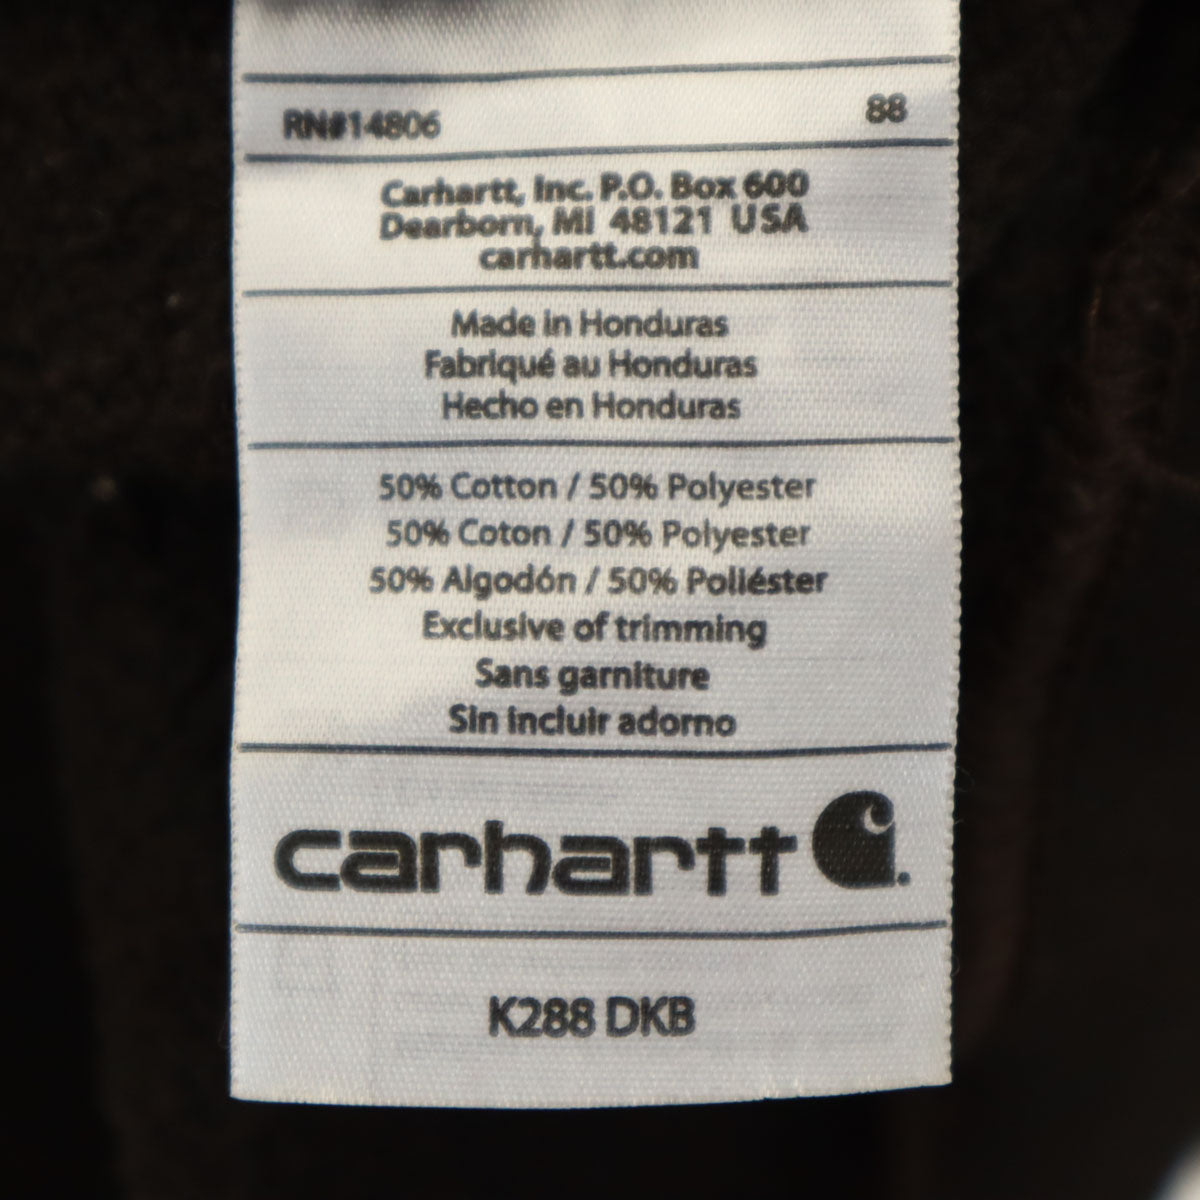 RN#14806 88
Carhartt, Inc. P.O. Box 600
Dearborn, MI 48121 USA
carhartt.com
Made in Honduras
Fabriqué au Honduras
Hecho en Honduras
50% Cotton / 50% Polyester
50% Coton / 50% Polyester
50% Algodón / 50% Poliéster
Exclusive of trimming
Sans garniture
Sin incluir adorno
carhartt
K288 DKB